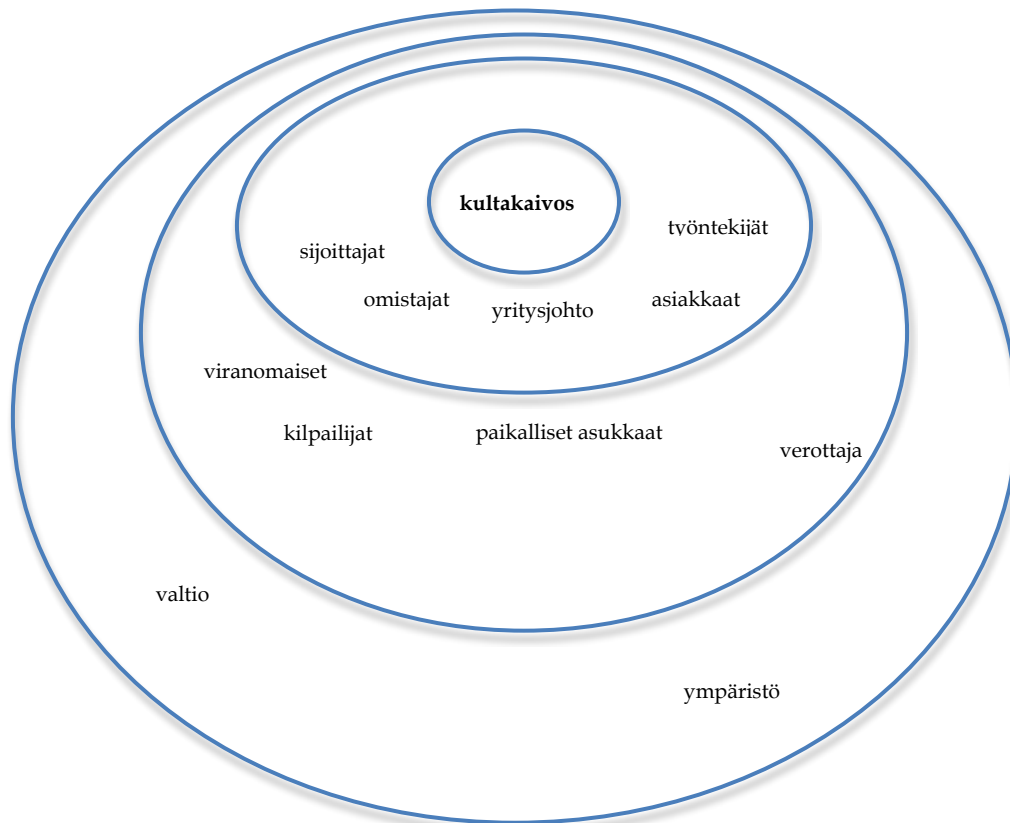 kultakaivos
työntekijät
sijoittajat
omistajat
yritysjohto
asiakkaat
viranomaiset
kilpailijat
paikalliset asukkaat
verottaja
valtio
ympäristö